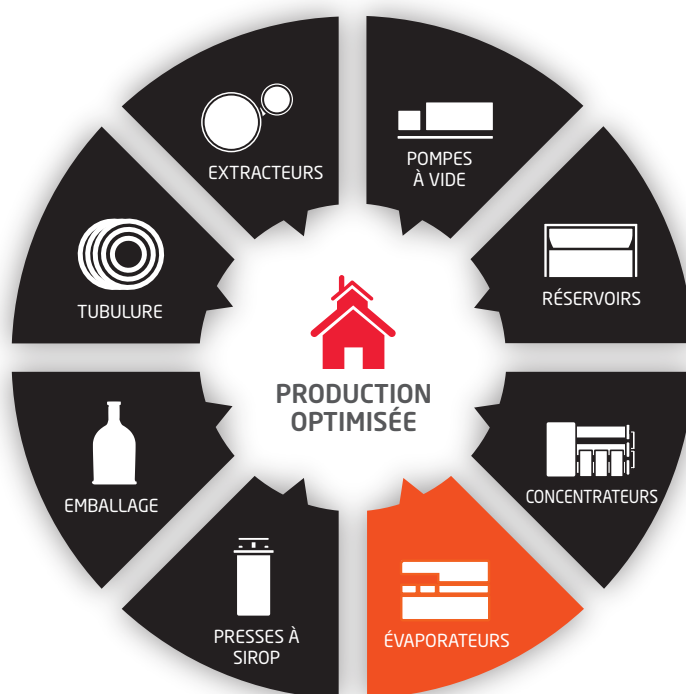 EXTRACTEURS
POMPES
À VIDE
TUBULURE
RÉSERVOIRS
PRODUCTION
OPTIMISÉE
EMBALLAGE
CONCENTRATEURS
PRESSES À
SIROP
ÉVAPORATEURS